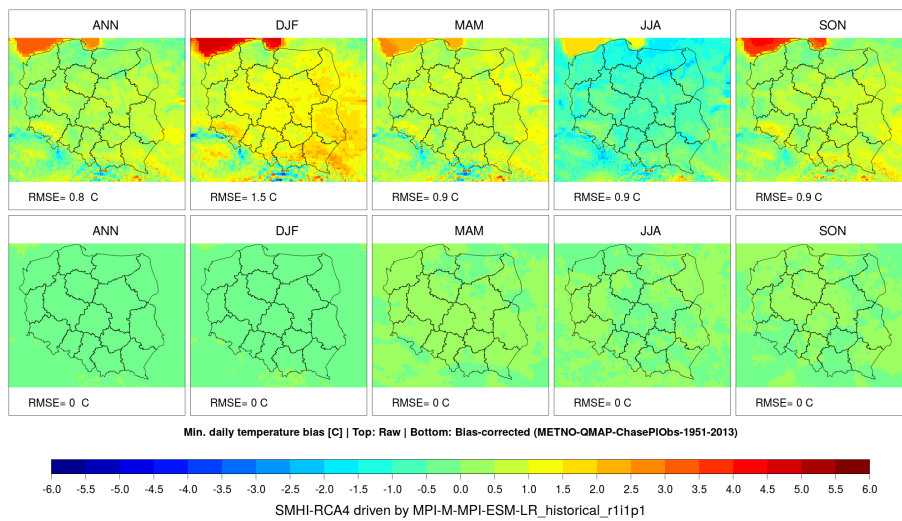 ANN DJF MAM JJA SON
RMSE= 0.8 C RMSE= 1.5 C RMSE= 0.9 C RMSE= 0.9 C RMSE= 0.9 C
ANN DJF MAM JJA SON
RMSE= 0 C RMSE= 0 C RMSE= 0 C RMSE= 0 C RMSE= 0 C
Min. daily temperature bias [C] | Top: Raw | Bottom: Bias-corrected (METNO-QMAP-ChasePlObs-1951-2013)
-6.0 -5.5 -5.0 -4.5 -4.0 -3.5 -3.0 -2.5 -2.0 -1.5 -1.0 -0.5 0.0 0.5 1.0 1.5 2.0 2.5 3.0 3.5 4.0 4.5 5.0 5.5 6.0
SMHI-RCA4 driven by MPI-M-MPI-ESM-LR_historical_r1i1p1